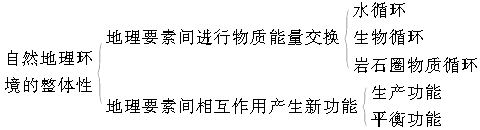 自然地理环
境的整体性
地理要素间进行物质能量交换
水循环
生物循环
岩石圈物质循环
地理要素间相互作用产生新功能
生产功能
平衡功能